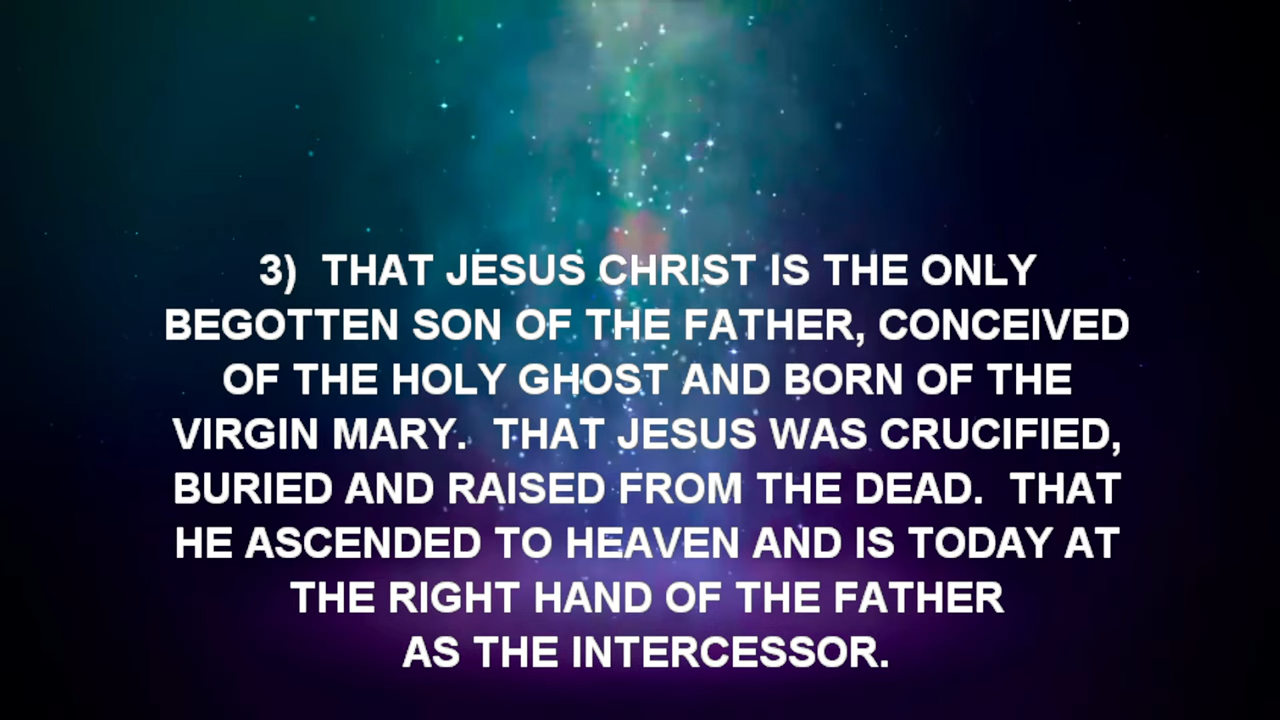 3)  THAT JESUS CHRIST IS THE ONLY
BEGOTTEN SON OF THE FATHER, CONCEIVED
OF THE HOLY GHOST AND BORN OF THE
VIRGIN MARY.  THAT JESUS WAS CRUCIFIED,
BURIED AND RAISED FROM THE DEAD.  THAT
HE ASCENDED TO HEAVEN AND IS TODAY AT
THE RIGHT HAND OF THE FATHER
AS THE INTERCESSOR.